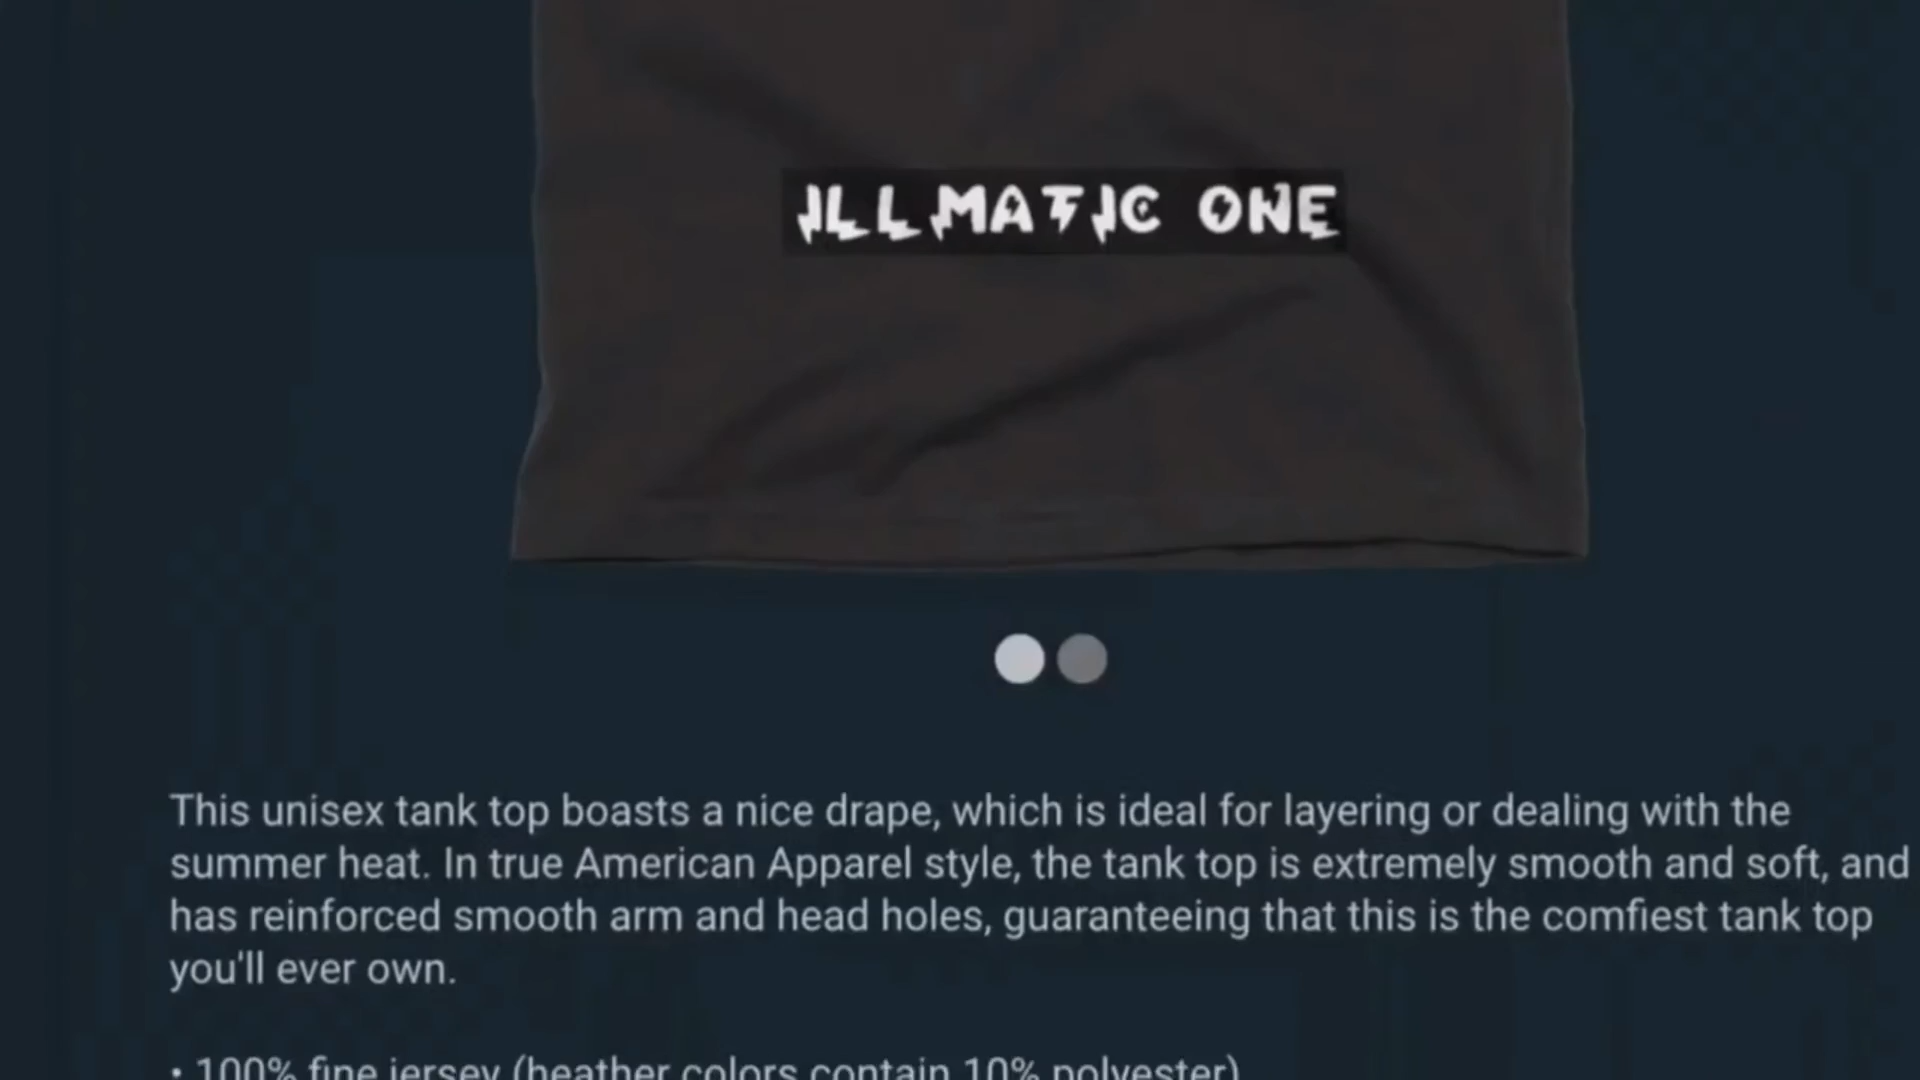 ILLMATIC ONE
This unisex tank top boasts a nice drape, which is ideal for layering or dealing with the
summer heat. In true American Apparel style, the tank top is extremely smooth and soft, and
has reinforced smooth arm and head holes, guaranteeing that this is the comfiest tank top
you'll ever own.
• 100% fine jersey (heather colors contain 10% polyester)